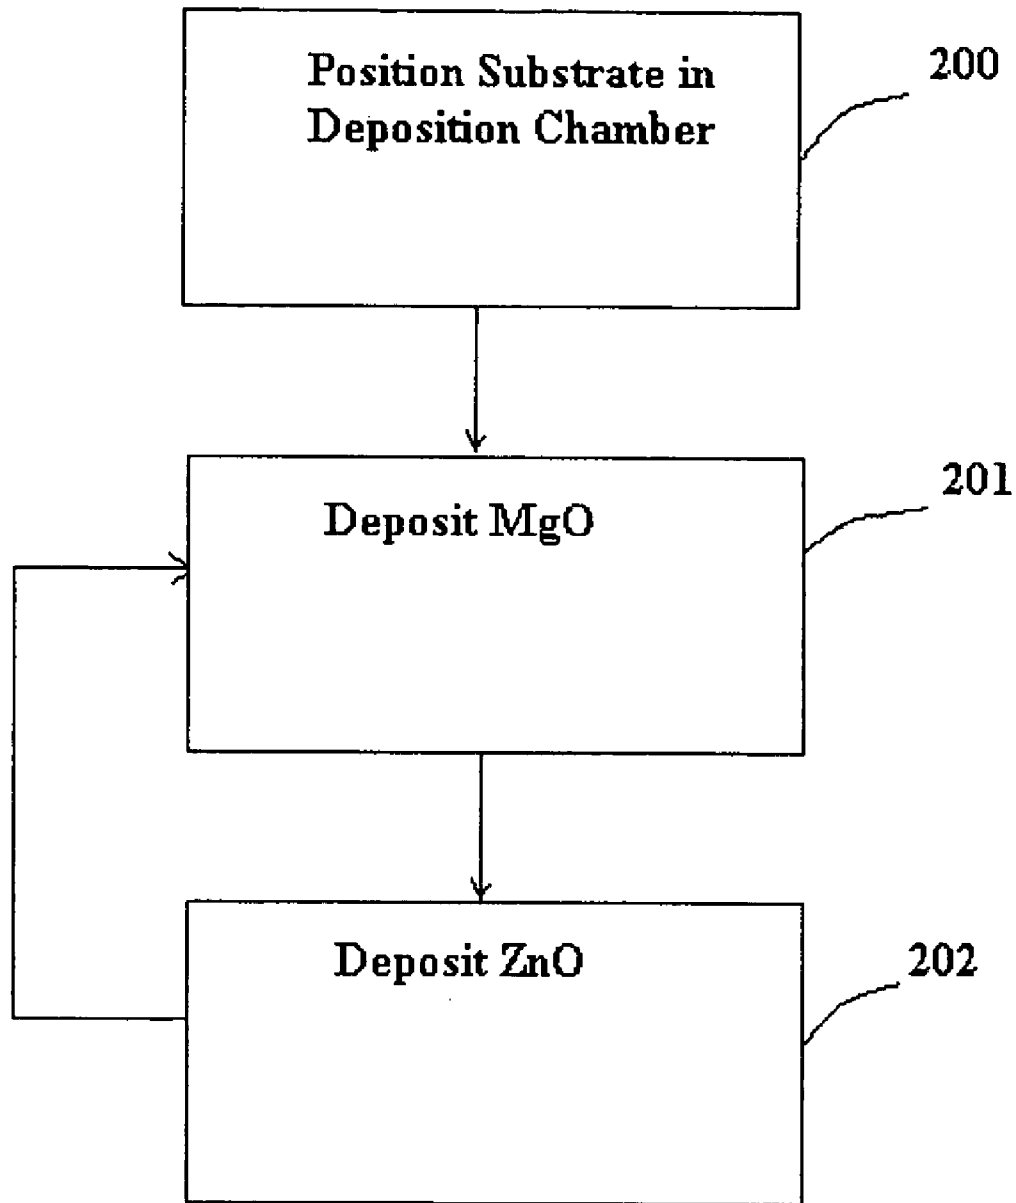 Position Substrate in
Deposition Chamber
200
Deposit MgO
201
Deposit ZnO
202